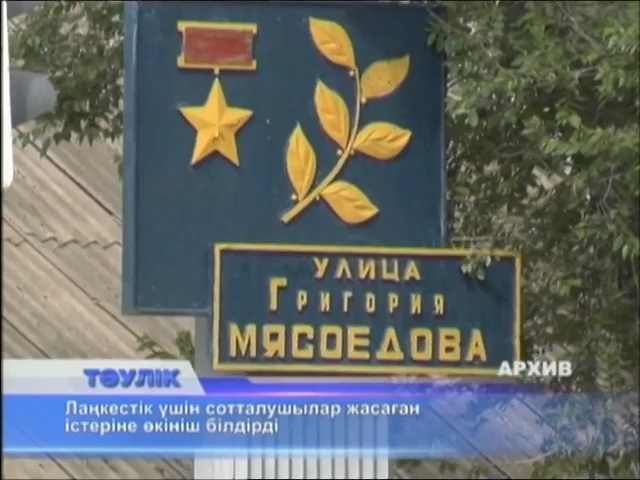 УЛИЦА
ГРИГОРИЯ
МЯСОЕДОВА
АРХИВ
ТӘУЛІК
Лаңкестік үшін сотталушылар жасаған
істеріне өкініш білдірді